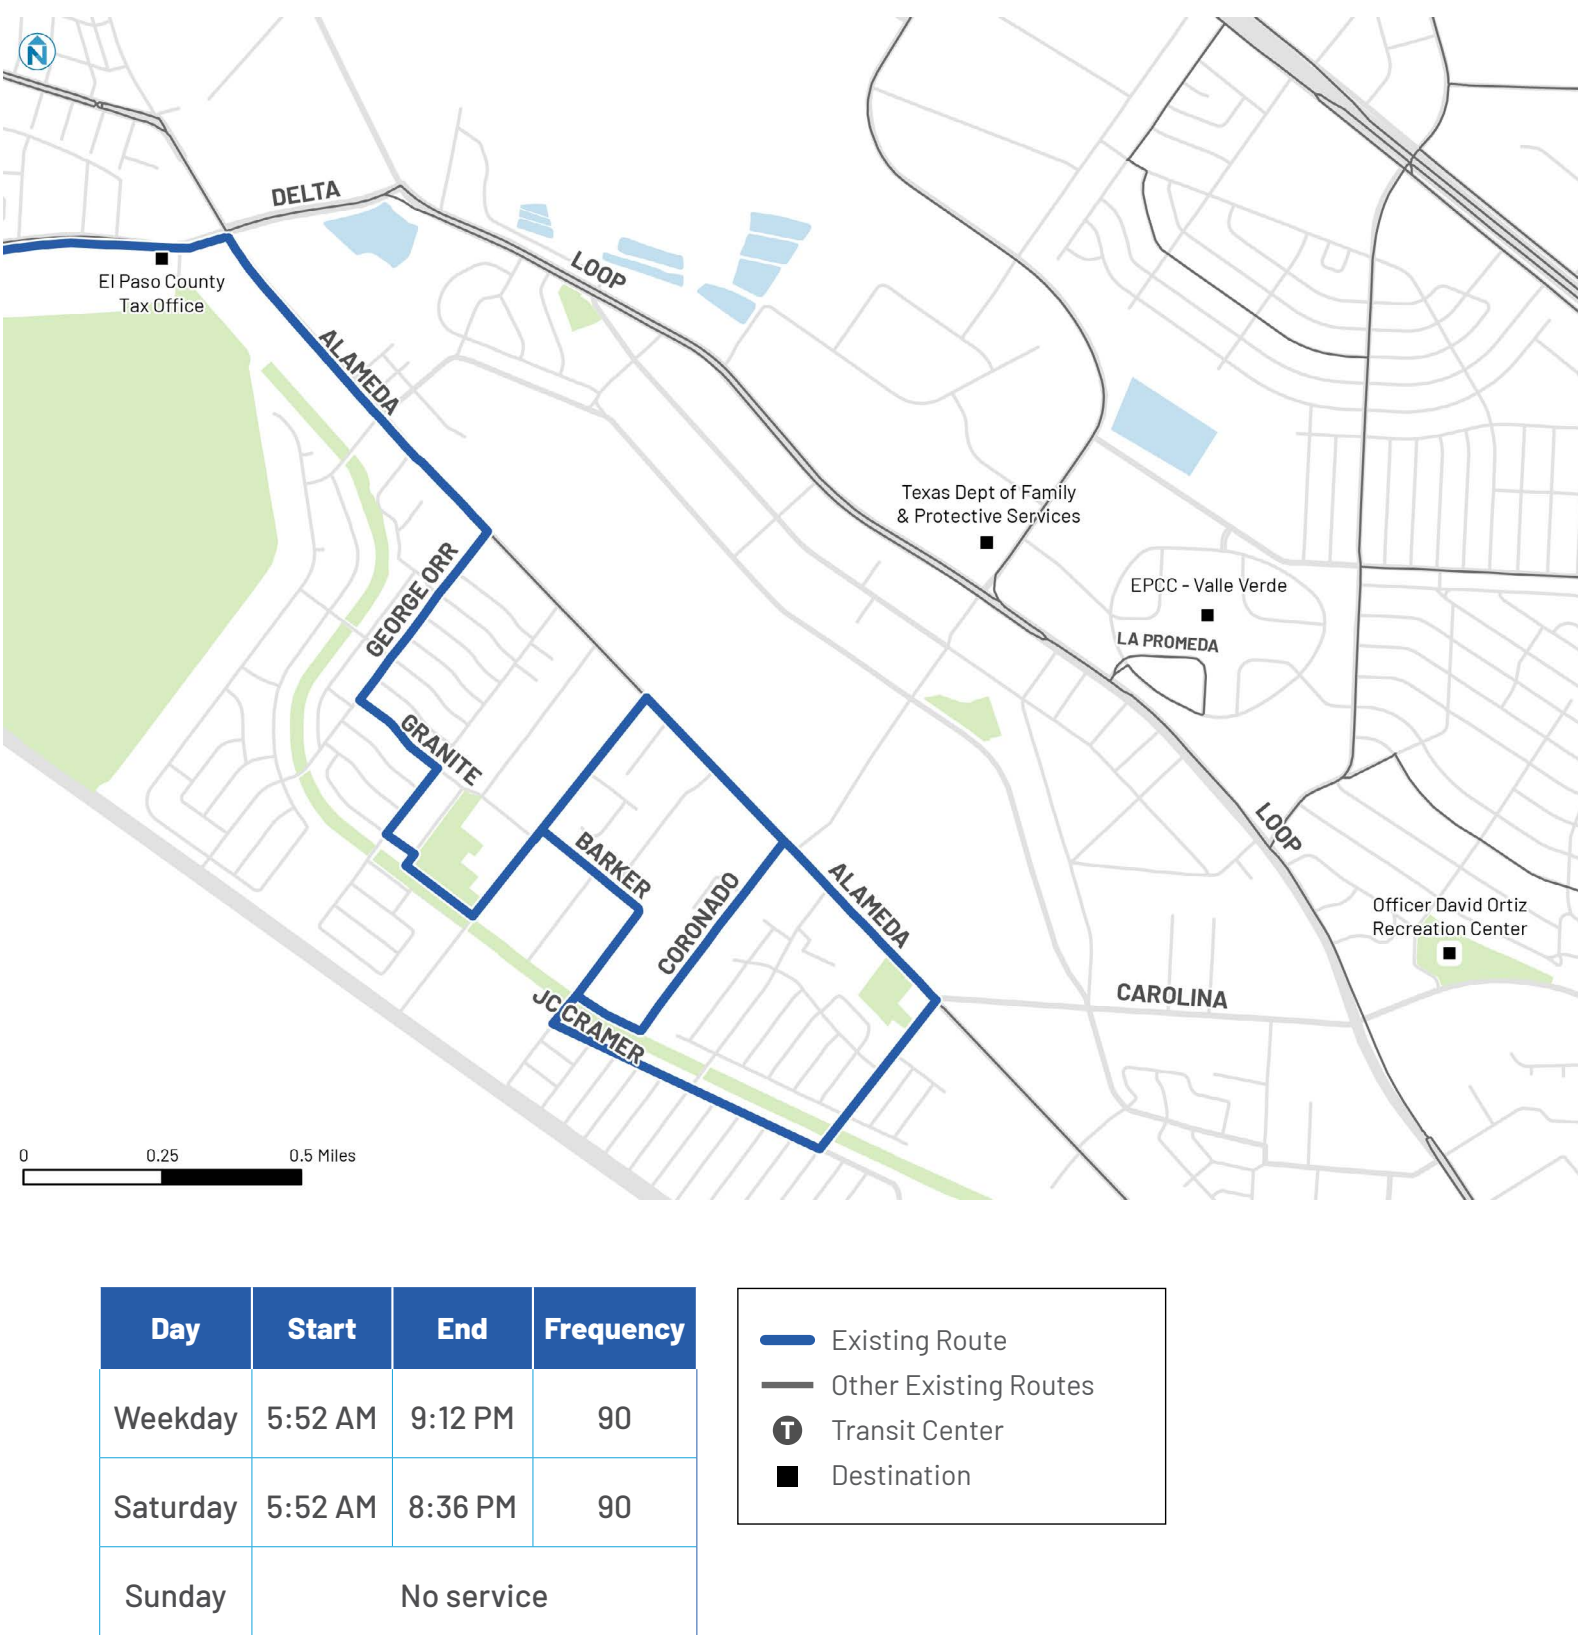 N
DELTA
LOOP
El Paso County
Tax Office
ALAMEDA
Texas Dept of Family
& Protective Services
GEORGE ORR
EPCC - Valle Verde
LA PROMEDA
GRANITE
LOOP
BARKER
CORONADO
ALAMEDA
Officer David Ortiz
Recreation Center
JC CRAMER
CAROLINA
0 0.25 0.5 Miles
Day Start End Frequency
Weekday 5:52 AM 9:12 PM 90
Saturday 5:52 AM 8:36 PM 90
Sunday No service
Existing Route
Other Existing Routes
T Transit Center
Destination